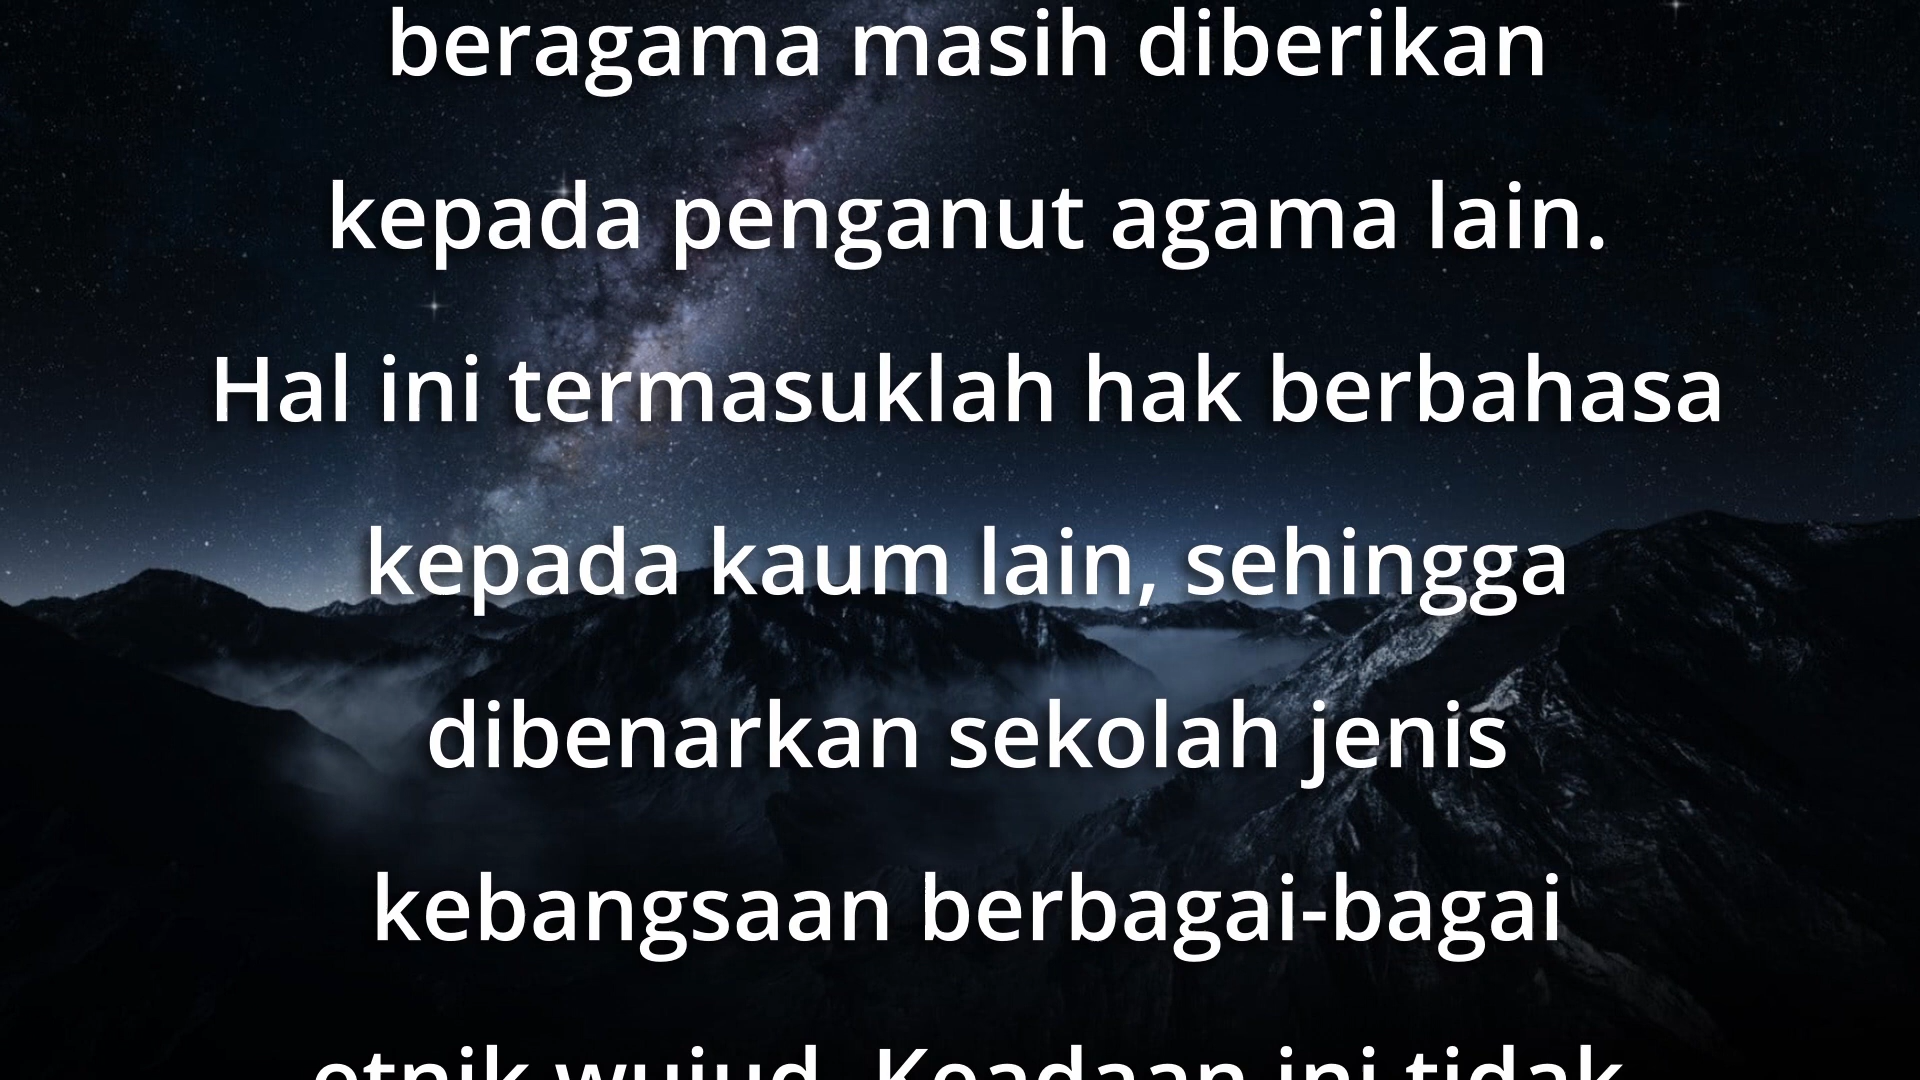 beragama masih diberikan
kepada penganut agama lain.
Hal ini termasuklah hak berbahasa
kepada kaum lain, sehingga
dibenarkan sekolah jenis
kebangsaan berbagai-bagai
etnik wujud. Keadaan ini tidak